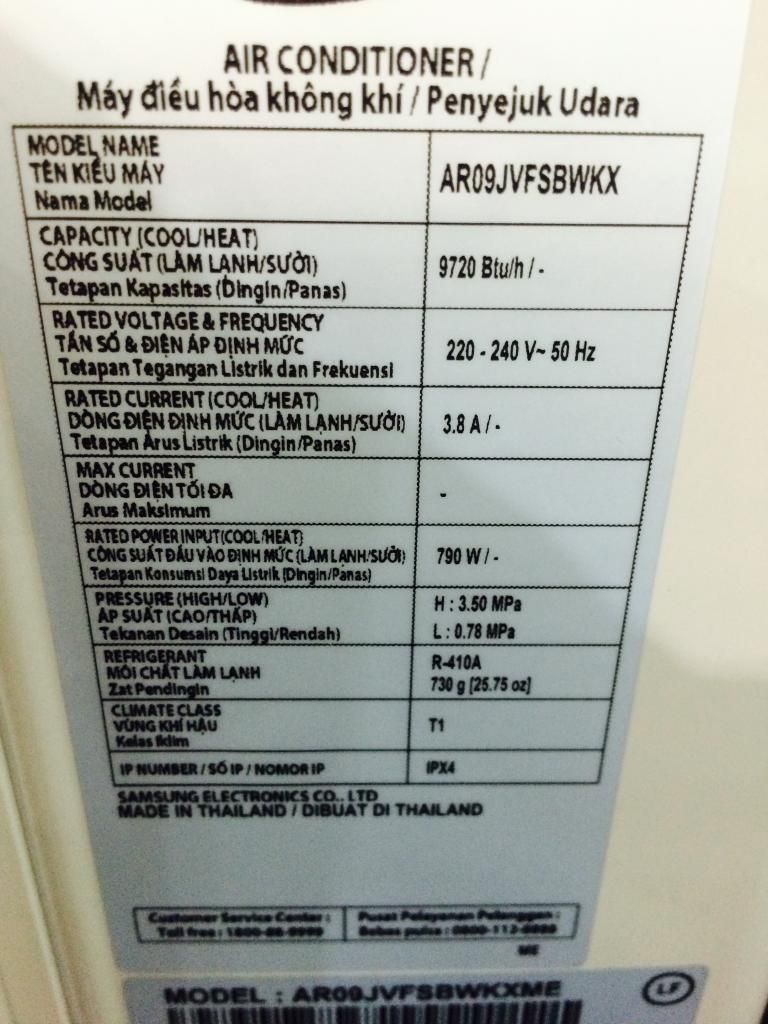 AIR CONDITIONER /
Máy điều hòa không khí / Penyejuk Udara
MODEL NAME
TÊN KIỂU MÁY
Nama Model
AR09JVFSBWKX
CAPACITY (COOL/HEAT)
CÔNG SUẤT (LÀM LẠNH/SƯỞI)
Tetapan Kapasitas (Dingin/Panas)
9720 Btu/h / -
RATED VOLTAGE & FREQUENCY
TẦN SỐ & ĐIỆN ÁP ĐỊNH MỨC
Tetapan Tegangan Listrik dan Frekuensi
220 - 240 V~ 50 Hz
RATED CURRENT (COOL/HEAT)
DÒNG ĐIỆN ĐỊNH MỨC (LÀM LẠNH/SƯỞI)
Tetapan Arus Listrik (Dingin/Panas)
3.8 A / -
MAX CURRENT
DÒNG ĐIỆN TỐI ĐA
Arus Maksimum
-
RATED POWER INPUT(COOL/HEAT)
CÔNG SUẤT ĐẦU VÀO ĐỊNH MỨC (LÀM LẠNH/SƯỞI)
Tetapan Konsumsi Daya Listrik (Dingin/Panas)
790 W / -
PRESSURE (HIGH/LOW)
ÁP SUẤT (CAO/THẤP)
Tekanan Desain (Tinggi/Rendah)
H : 3.50 MPa
L : 0.78 MPa
REFRIGERANT
MÔI CHẤT LÀM LẠNH
Zat Pendingin
R-410A
730 g [25.75 oz]
CLIMATE CLASS
VÙNG KHÍ HẬU
Kelas Iklim
T1
IP NUMBER / SỐ IP / NOMOR IP
IPX4
SAMSUNG ELECTRONICS CO., LTD
MADE IN THAILAND / DIBUAT DI THAILAND
Customer Service Center :
Toll free :
Pusat Pelayanan Pelanggan :
Bebas pulsa :
ME
MODEL : AR09JVFSBWKXME
LF